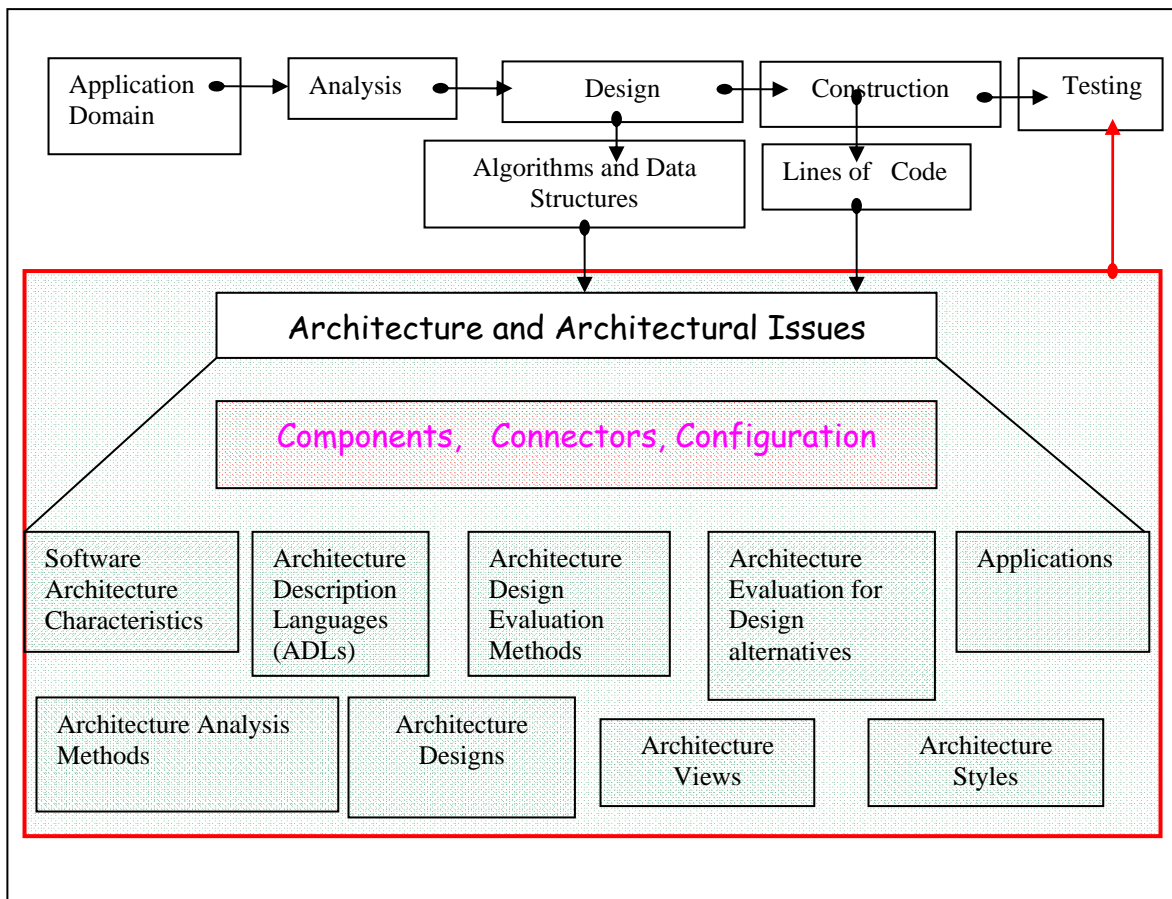 Application
Domain
Analysis
Design
Construction
Testing
Algorithms and Data
Structures
Lines of Code
Architecture and Architectural Issues
Components, Connectors, Configuration
Software
Architecture
Characteristics
Architecture
Description
Languages
(ADLs)
Architecture
Design
Evaluation
Methods
Architecture
Evaluation for
Design
alternatives
Applications
Architecture Analysis
Methods
Architecture
Designs
Architecture
Views
Architecture
Styles